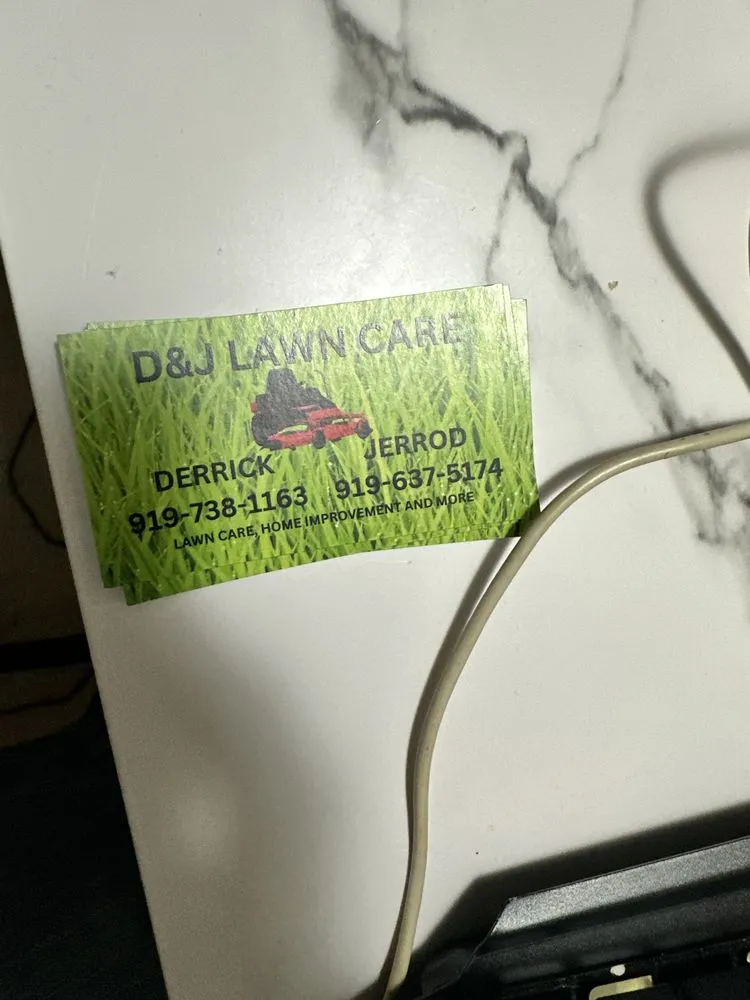 D&J LAWN CARE
DERRICK JERROD
919-738-1163 919-637-5174
LAWN CARE, HOME IMPROVEMENT AND MORE